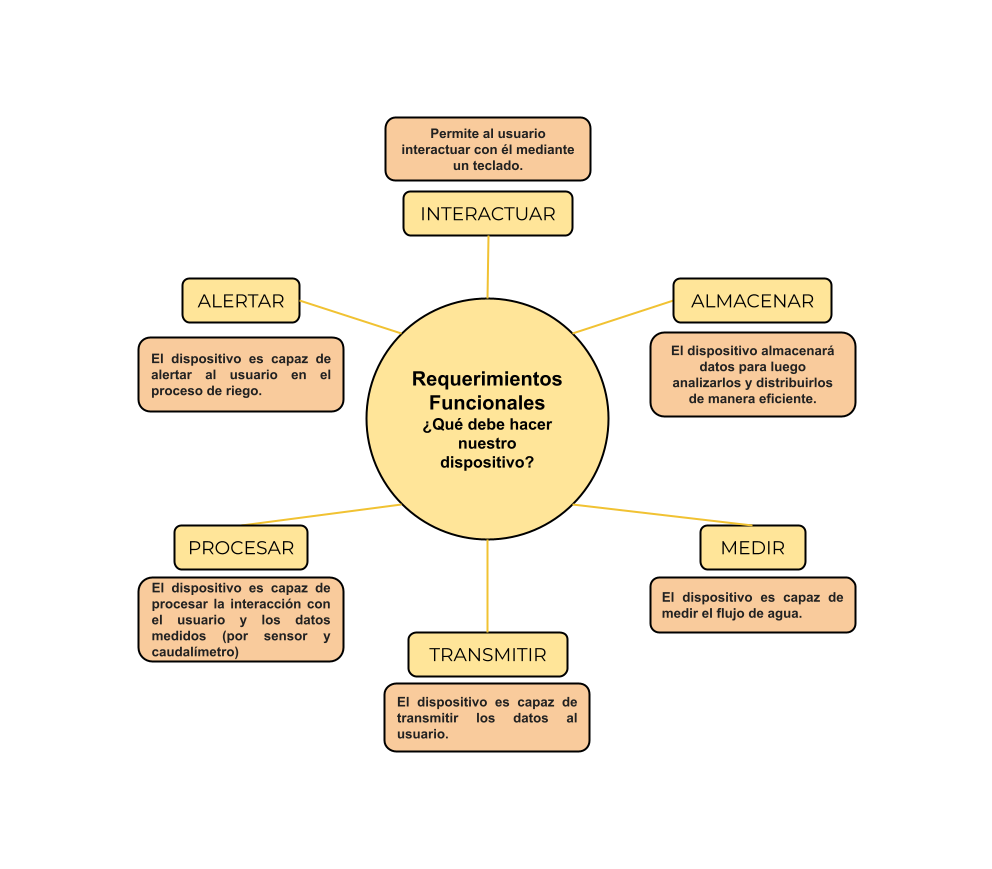 Permite al usuario
interactuar con él mediante
un teclado.
INTERACTUAR
ALERTAR
El dispositivo es capaz de
alertar al usuario en el
proceso de riego.
ALMACENAR
El dispositivo almacenará
datos para luego
analizarlos y distribuirlos
de manera eficiente.
Requerimientos
Funcionales
¿Qué debe hacer
nuestro
dispositivo?
PROCESAR
El dispositivo es capaz de
procesar la interacción con
el usuario y los datos
medidos (por sensor y
caudalímetro)
MEDIR
El dispositivo es capaz de
medir el flujo de agua.
TRANSMITIR
El dispositivo es capaz de
transmitir los datos al
usuario.